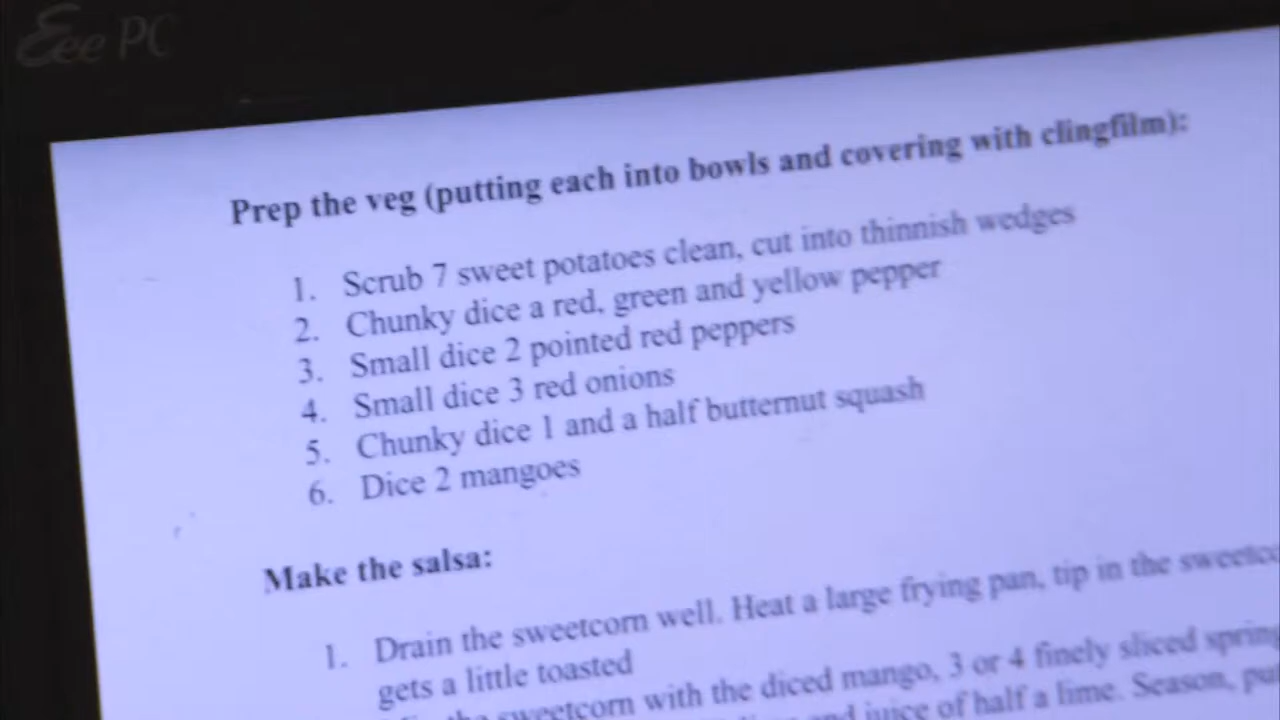 Eee PC
Prep the veg (putting each into bowls and covering with clingfilm):
1. Scrub 7 sweet potatoes clean, cut into thinnish wedges
2. Chunky dice a red, green and yellow pepper
3. Small dice 2 pointed red peppers
4. Small dice 3 red onions
5. Chunky dice 1 and a half butternut squash
6. Dice 2 mangoes
Make the salsa:
1. Drain the sweetcorn well. Heat a large frying pan, tip in the
gets a little toasted
the sweetcorn with the diced mango, 3 or 4 finely sliced spring
and juice of half a lime. Season,